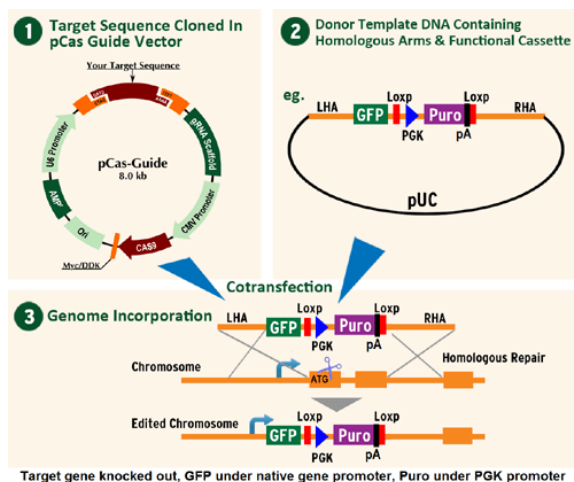 1 Target Sequence Cloned In
pCas Guide Vector
Your Target Sequence
U6 Promoter
gRNA Scaffold
pCas-Guide
8.0 kb
AMPr
CMV Promoter
Ori
CAS9
Myc/DDK
2 Donor Template DNA Containing
Homologous Arms & Functional Cassette
eg.
Loxp Loxp
LHA GFP Puro RHA
PGK pA
pUC
Cotransfection
3 Genome Incorporation
LHA Loxp Loxp RHA
GFP Puro
PGK pA
Chromosome
Homologous Repair
ATG
Edited Chromosome
Loxp Loxp
GFP Puro
PGK pA
Target gene knocked out, GFP under native gene promoter, Puro under PGK promoter